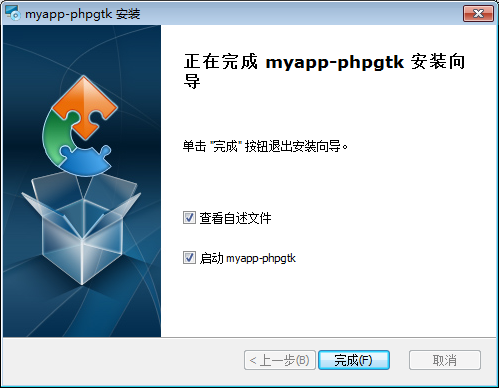 myapp-phpgtk 安装
正在完成 myapp-phpgtk 安装向
导
单击 "完成" 按钮退出安装向导。
查看自述文件
启动 myapp-phpgtk
< 上一步(B)
完成(F)
取消